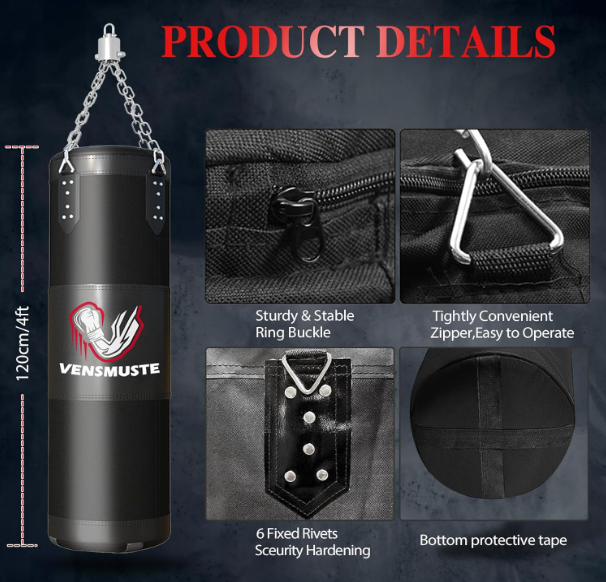 PRODUCT DETAILS
120cm/4ft
VENSMUSTE
Sturdy & Stable
Ring Buckle
Tightly Convenient
Zipper,Easy to Operate
6 Fixed Rivets
Sceurity Hardening
Bottom protective tape